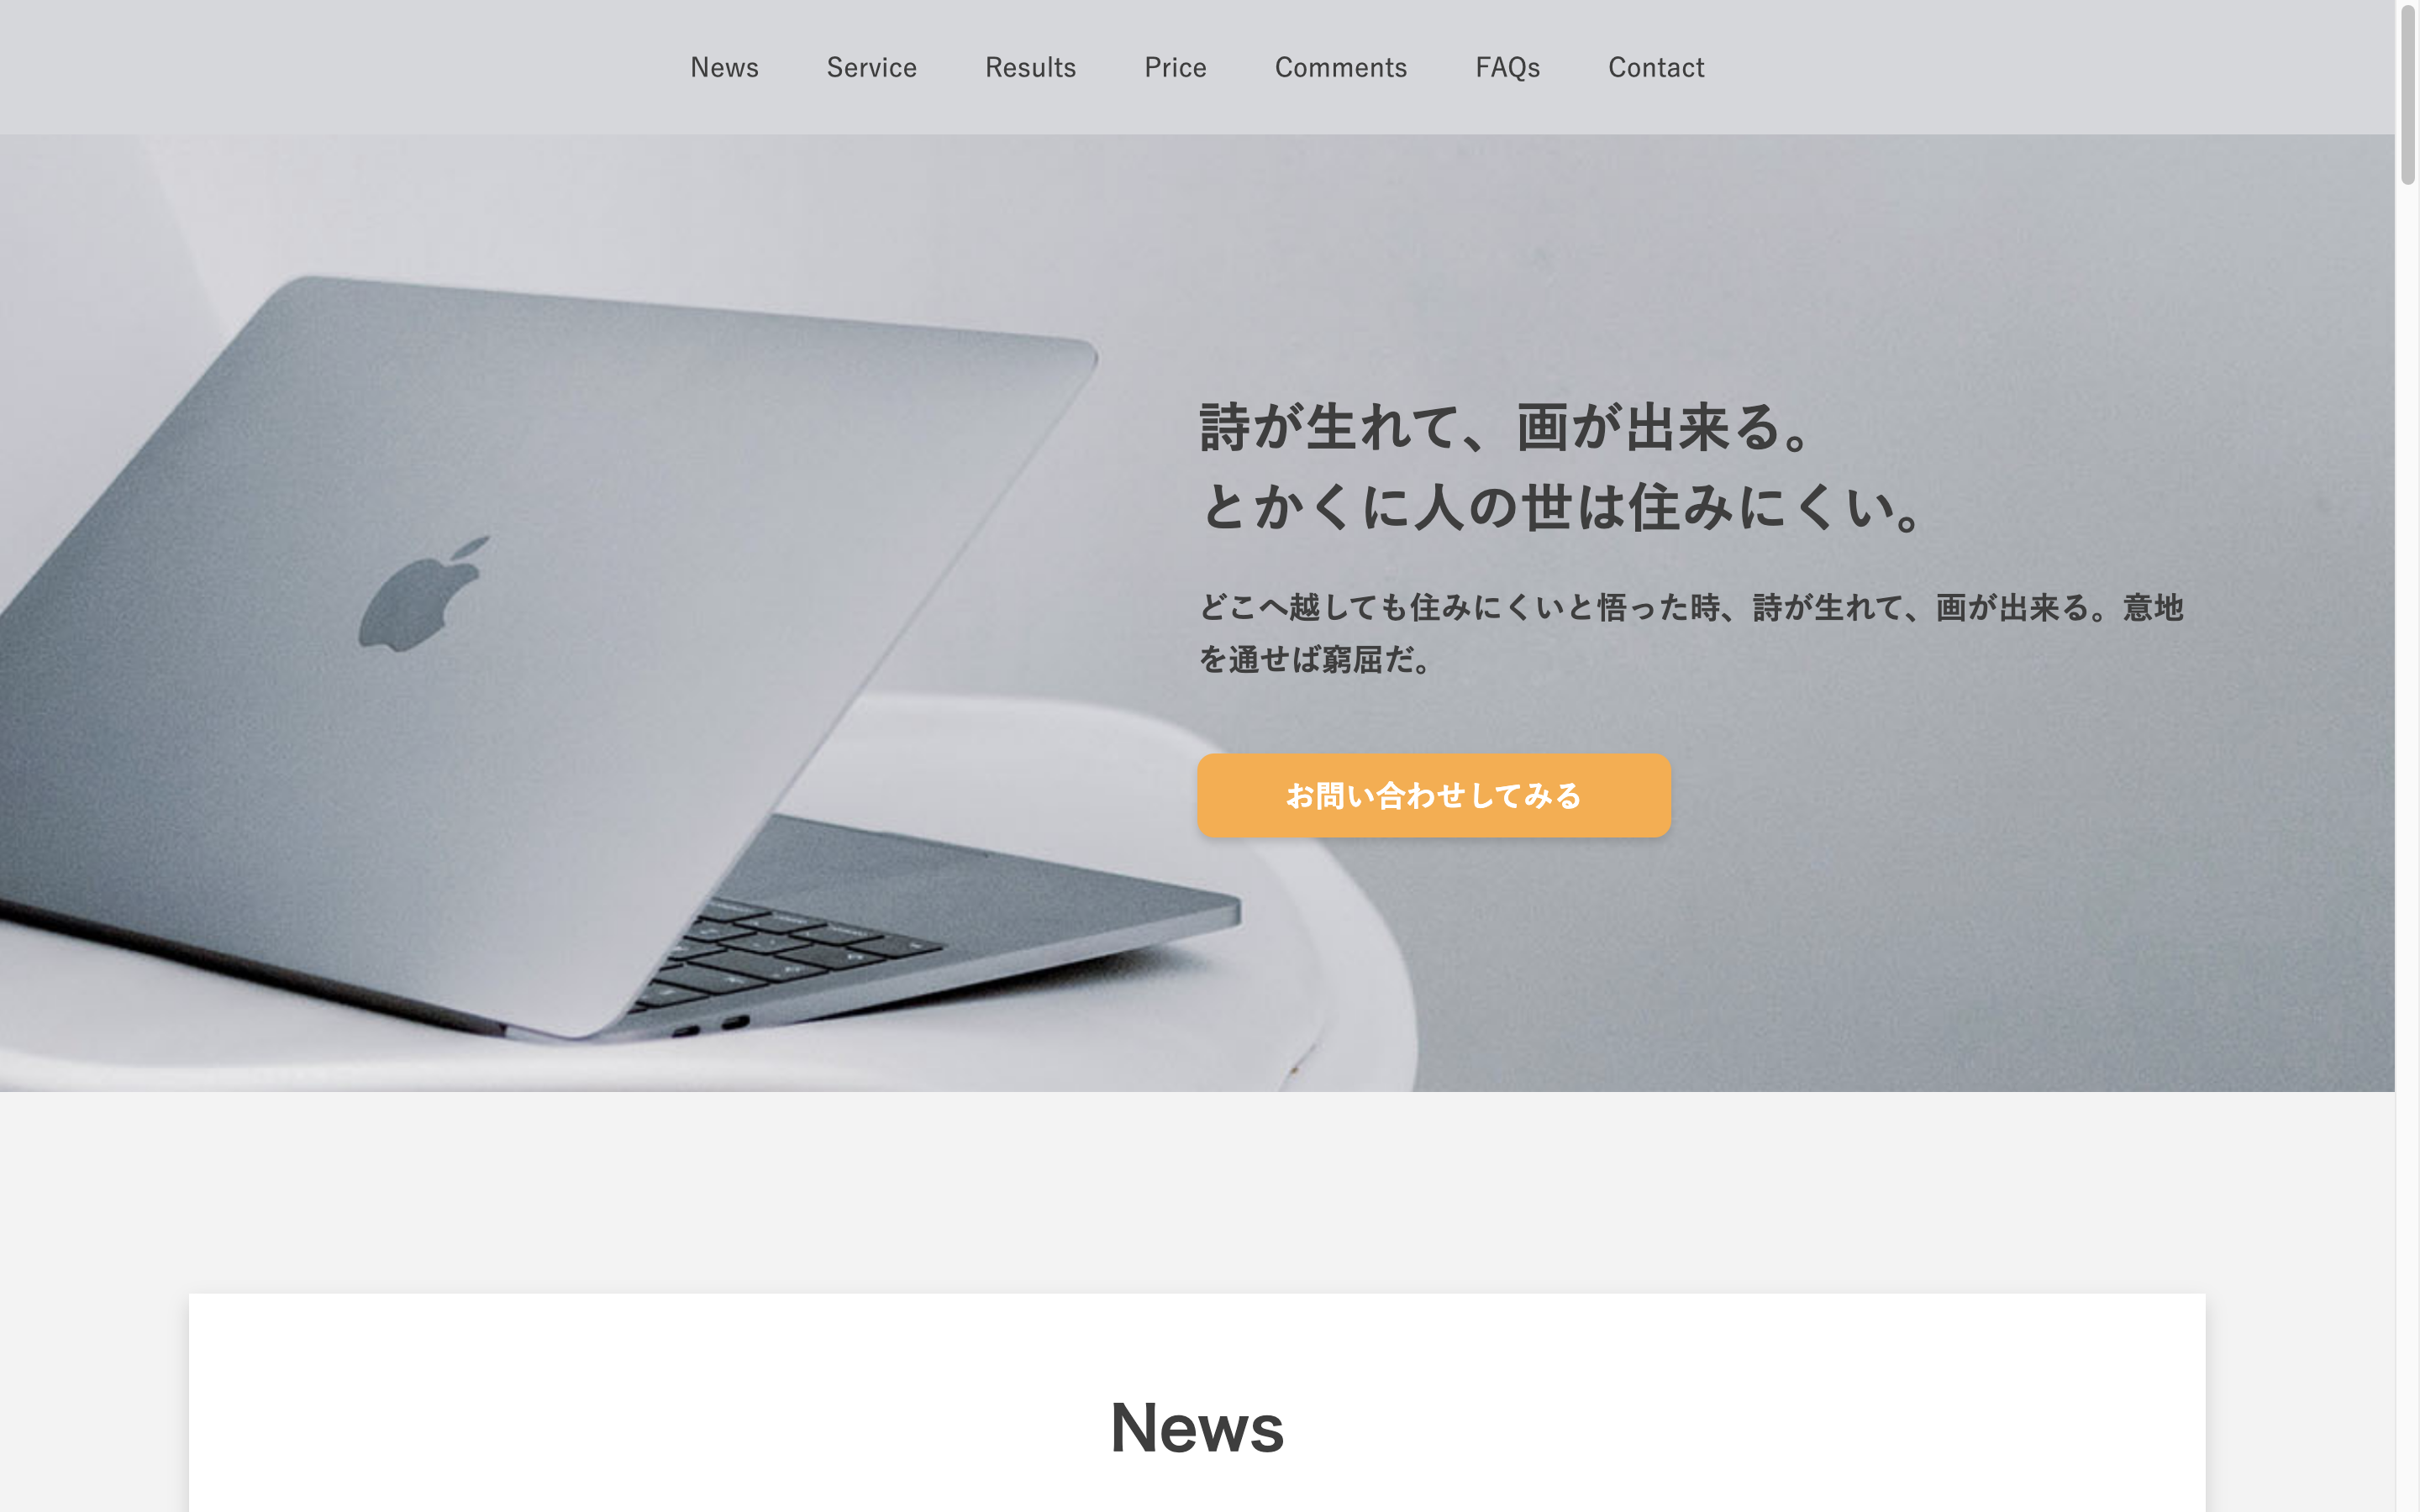 News Service Results Price Comments FAQs Contact
詩が生れて、画が出来る。
とかくに人の世は住みにくい。
どこへ越しても住みにくいと悟った時、詩が生れて、画が出来る。意地
を通せば窮屈だ。
お問い合わせしてみる
News